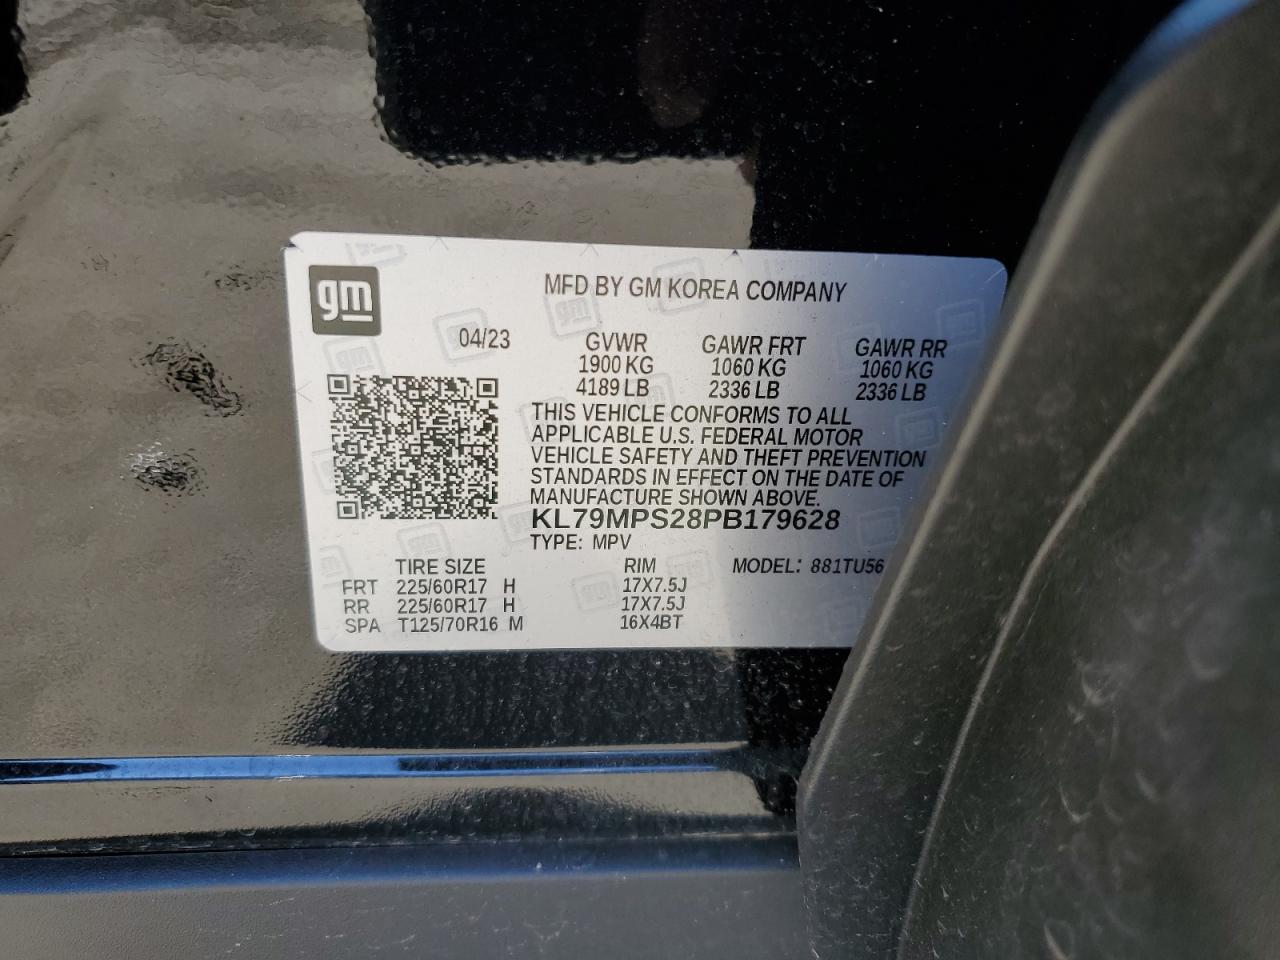 gm
MFD BY GM KOREA COMPANY
04/23 GVWR GAWR FRT GAWR RR
1900 KG 1060 KG 1060 KG
4189 LB 2336 LB 2336 LB
THIS VEHICLE CONFORMS TO ALL
APPLICABLE U.S. FEDERAL MOTOR
VEHICLE SAFETY AND THEFT PREVENTION
STANDARDS IN EFFECT ON THE DATE OF
MANUFACTURE SHOWN ABOVE.
KL79MPS28PB179628
TYPE: MPV
TIRE SIZE RIM MODEL: 881TU56
FRT 225/60R17 H 17X7.5J
RR 225/60R17 H 17X7.5J
SPA T125/70R16 M 16X4BT